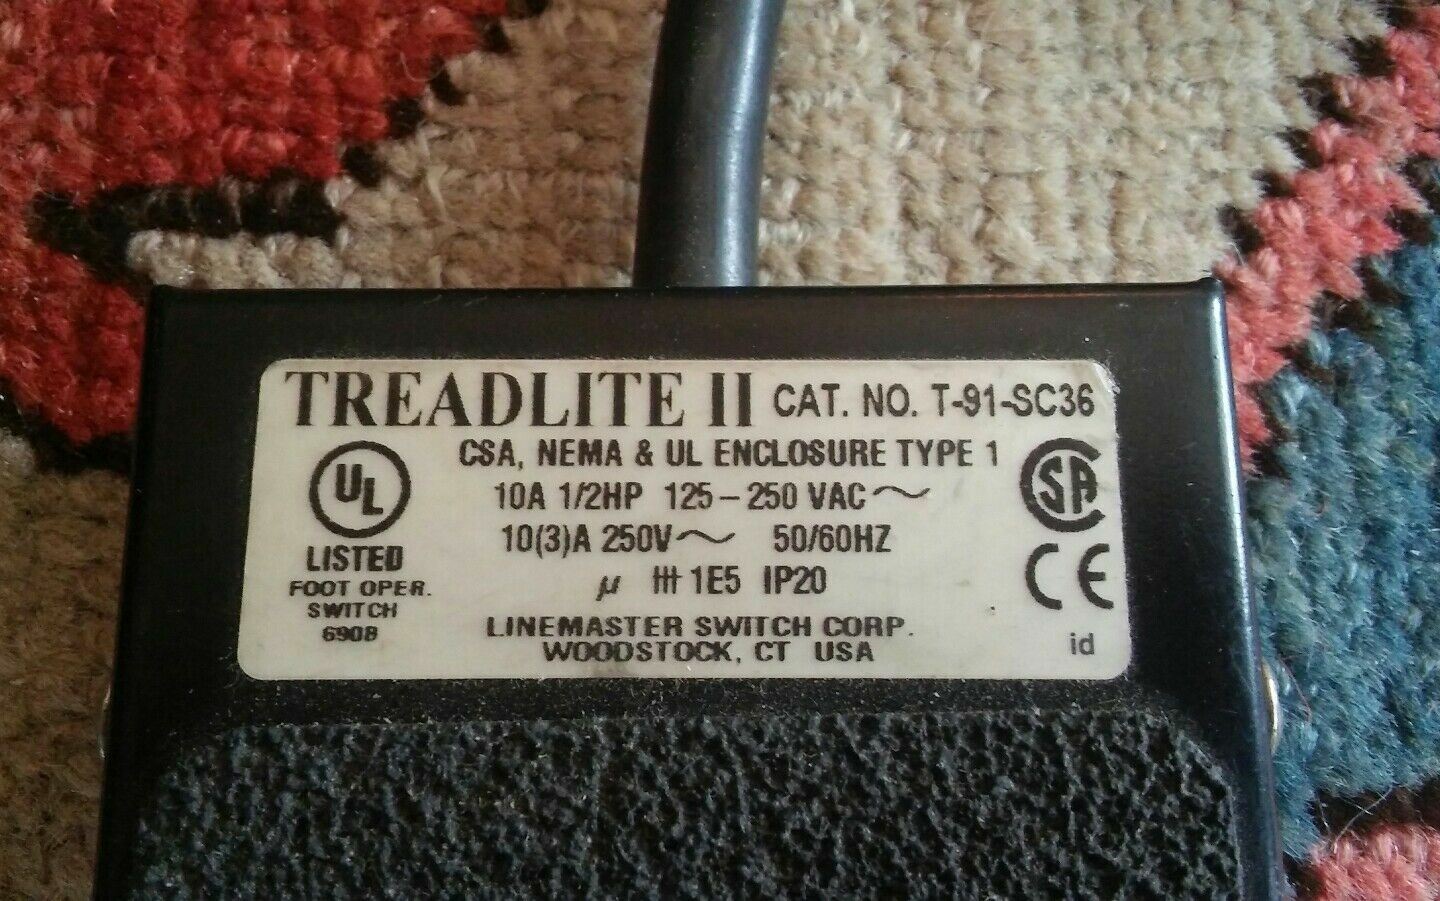 TREADLITE II CAT. NO. T-91-SC36
CSA, NEMA & UL ENCLOSURE TYPE 1
10A 1/2HP 125-250 VAC~
10(3)A 250V~ 50/60HZ
µ 1E5 IP20
LINEMASTER SWITCH CORP.
WOODSTOCK, CT USA
UL
LISTED
FOOT OPER.
SWITCH
690B
CSA
CE
id